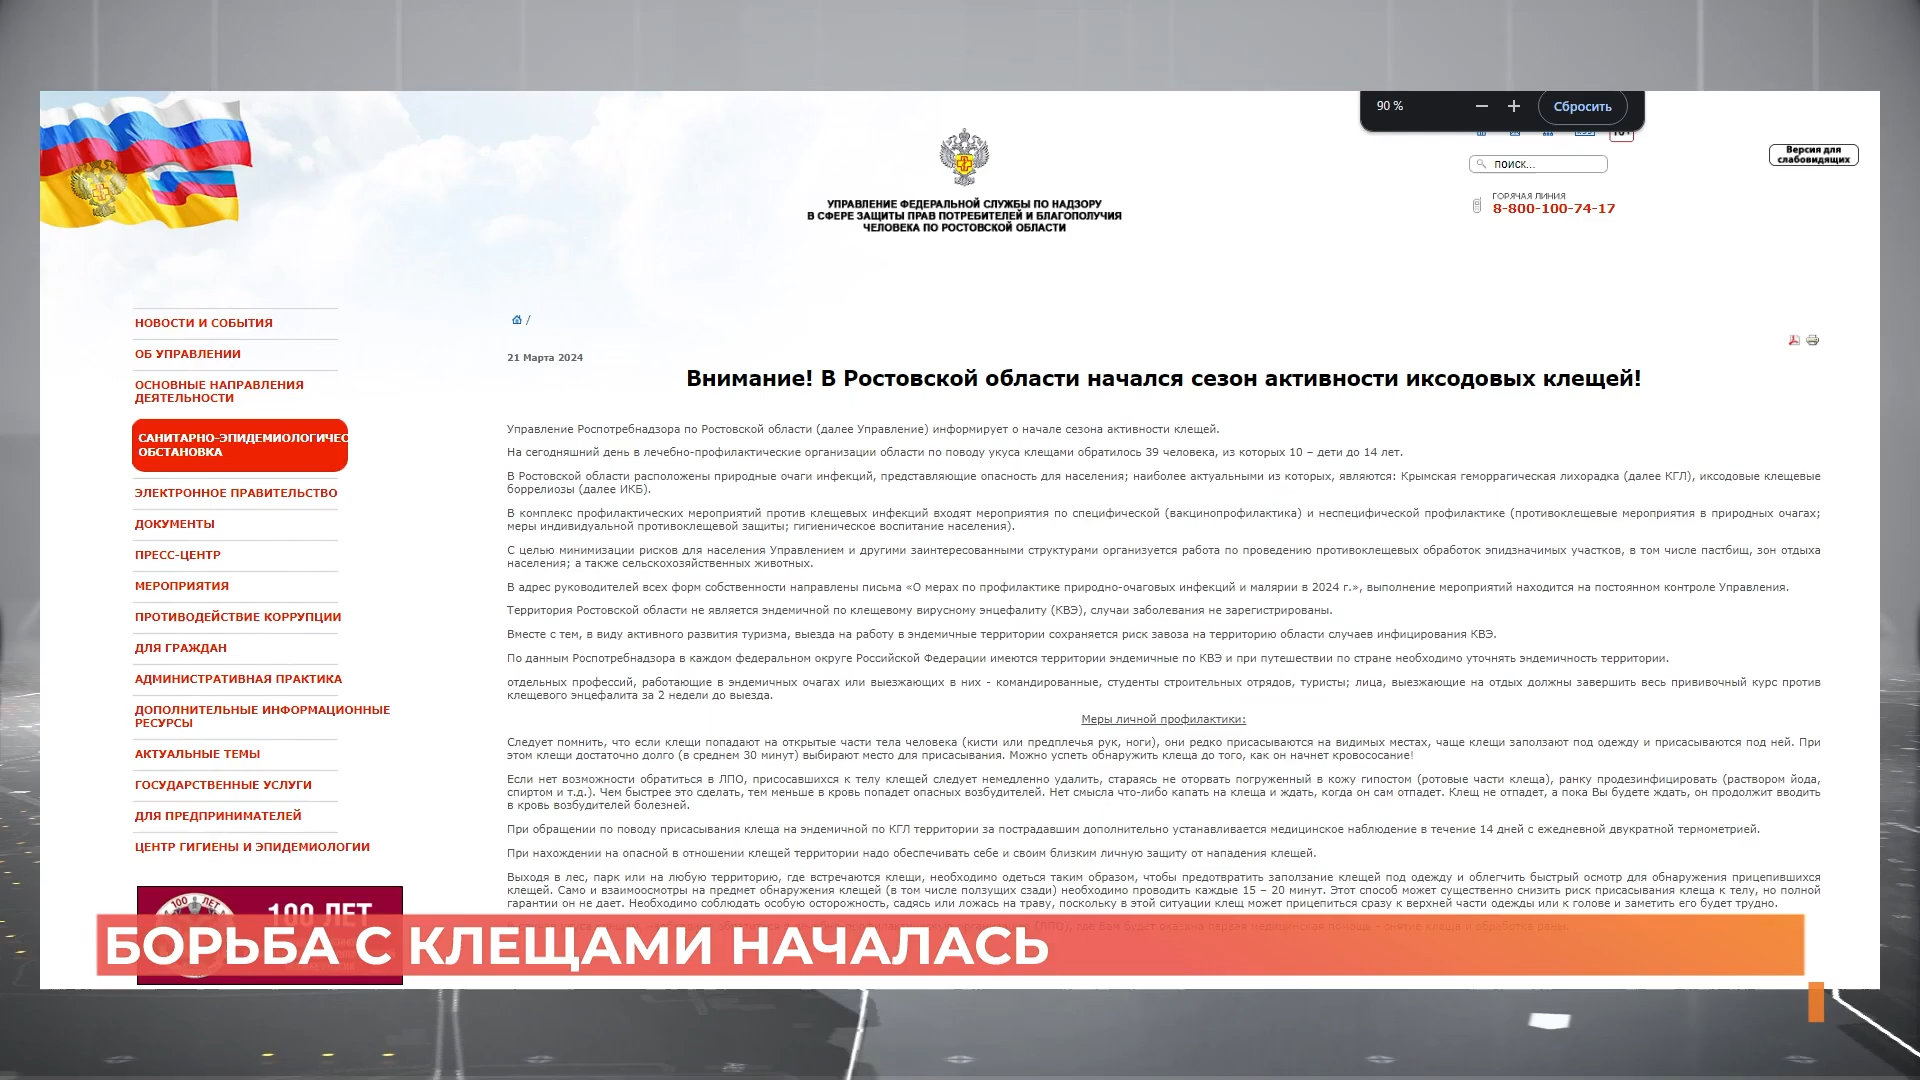 90 %
Сбросить
Версия для
слабовидящих
поиск...
ГОРЯЧАЯ ЛИНИЯ
8-800-100-74-17
УПРАВЛЕНИЕ ФЕДЕРАЛЬНОЙ СЛУЖБЫ ПО НАДЗОРУ
В СФЕРЕ ЗАЩИТЫ ПРАВ ПОТРЕБИТЕЛЕЙ И БЛАГОПОЛУЧИЯ
ЧЕЛОВЕКА ПО РОСТОВСКОЙ ОБЛАСТИ
НОВОСТИ И СОБЫТИЯ
ОБ УПРАВЛЕНИИ
ОСНОВНЫЕ НАПРАВЛЕНИЯ
ДЕЯТЕЛЬНОСТИ
САНИТАРНО-ЭПИДЕМИОЛОГИЧЕС
ОБСТАНОВКА
ЭЛЕКТРОННОЕ ПРАВИТЕЛЬСТВО
ДОКУМЕНТЫ
ПРЕСС-ЦЕНТР
МЕРОПРИЯТИЯ
ПРОТИВОДЕЙСТВИЕ КОРРУПЦИИ
ДЛЯ ГРАЖДАН
АДМИНИСТРАТИВНАЯ ПРАКТИКА
ДОПОЛНИТЕЛЬНЫЕ ИНФОРМАЦИОННЫЕ
РЕСУРСЫ
АКТУАЛЬНЫЕ ТЕМЫ
ГОСУДАРСТВЕННЫЕ УСЛУГИ
ДЛЯ ПРЕДПРИНИМАТЕЛЕЙ
ЦЕНТР ГИГИЕНЫ И ЭПИДЕМИОЛОГИИ
100 ЛЕТ
/
21 Марта 2024
Внимание! В Ростовской области начался сезон активности иксодовых клещей!
Управление Роспотребнадзора по Ростовской области (далее Управление) информирует о начале сезона активности клещей.
На сегодняшний день в лечебно-профилактические организации области по поводу укуса клещами обратилось 39 человека, из которых 10 – дети до 14 лет.
В Ростовской области расположены природные очаги инфекций, представляющие опасность для населения; наиболее актуальными из которых, являются: Крымская геморрагическая лихорадка (далее КГЛ), иксодовые клещевые
боррелиозы (далее ИКБ).
В комплекс профилактических мероприятий против клещевых инфекций входят мероприятия по специфической (вакцинопрофилактика) и неспецифической профилактике (противоклещевые мероприятия в природных очагах;
меры индивидуальной противоклещевой защиты; гигиеническое воспитание населения).
С целью минимизации рисков для населения Управлением и другими заинтересованными структурами организуется работа по проведению противоклещевых обработок эпидзначимых участков, в том числе пастбищ, зон отдыха
населения; а также сельскохозяйственных животных.
В адрес руководителей всех форм собственности направлены письма «О мерах по профилактике природно-очаговых инфекций и малярии в 2024 г.», выполнение мероприятий находится на постоянном контроле Управления.
Территория Ростовской области не является эндемичной по клещевому вирусному энцефалиту (КВЭ), случаи заболевания не зарегистрированы.
Вместе с тем, в виду активного развития туризма, выезда на работу в эндемичные территории сохраняется риск завоза на территорию области случаев инфицирования КВЭ.
По данным Роспотребнадзора в каждом федеральном округе Российской Федерации имеются территории эндемичные по КВЭ и при путешествии по стране необходимо уточнять эндемичность территории.
отдельных профессий, работающие в эндемичных очагах или выезжающих в них - командированные, студенты строительных отрядов, туристы; лица, выезжающие на отдых должны завершить весь прививочный курс против
клещевого энцефалита за 2 недели до выезда.
Меры личной профилактики:
Следует помнить, что если клещи попадают на открытые части тела человека (кисти или предплечья рук, ноги), они редко присасываются на видимых местах, чаще клещи заползают под одежду и присасываются под ней. При
этом клещи достаточно долго (в среднем 30 минут) выбирают место для присасывания. Можно успеть обнаружить клеща до того, как он начнет кровососание!
Если нет возможности обратиться в ЛПО, присосавшихся к телу клещей следует немедленно удалить, стараясь не оторвать погруженный в кожу гипостом (ротовые части клеща), ранку продезинфицировать (раствором йода,
спиртом и т.д.). Чем быстрее это сделать, тем меньше в кровь попадет опасных возбудителей. Нет смысла что-либо капать на клеща и ждать, когда он сам отпадет. Клещ не отпадет, а пока Вы будете ждать, он продолжит вводить
в кровь возбудителей болезней.
При обращении по поводу присасывания клеща на эндемичной по КГЛ территории за пострадавшим дополнительно устанавливается медицинское наблюдение в течение 14 дней с ежедневной двукратной термометрией.
При нахождении на опасной в отношении клещей территории надо обеспечивать себе и своим близким личную защиту от нападения клещей.
Выходя в лес, парк или на любую территорию, где встречаются клещи, необходимо одеться таким образом, чтобы предотвратить заползание клещей под одежду и облегчить быстрый осмотр для обнаружения прицепившихся
клещей. Само и взаимоосмотры на предмет обнаружения клещей (в том числе ползущих сзади) необходимо проводить каждые 15 – 20 минут. Этот способ может существенно снизить риск присасывания клеща к телу, но полной
гарантии он не дает. Необходимо соблюдать особую осторожность, садясь или ложась на траву, поскольку в этой ситуации клещ может прицепиться сразу к верхней части одежды или к голове и заметить его будет трудно.
БОРЬБА С КЛЕЩАМИ НАЧАЛАСЬ